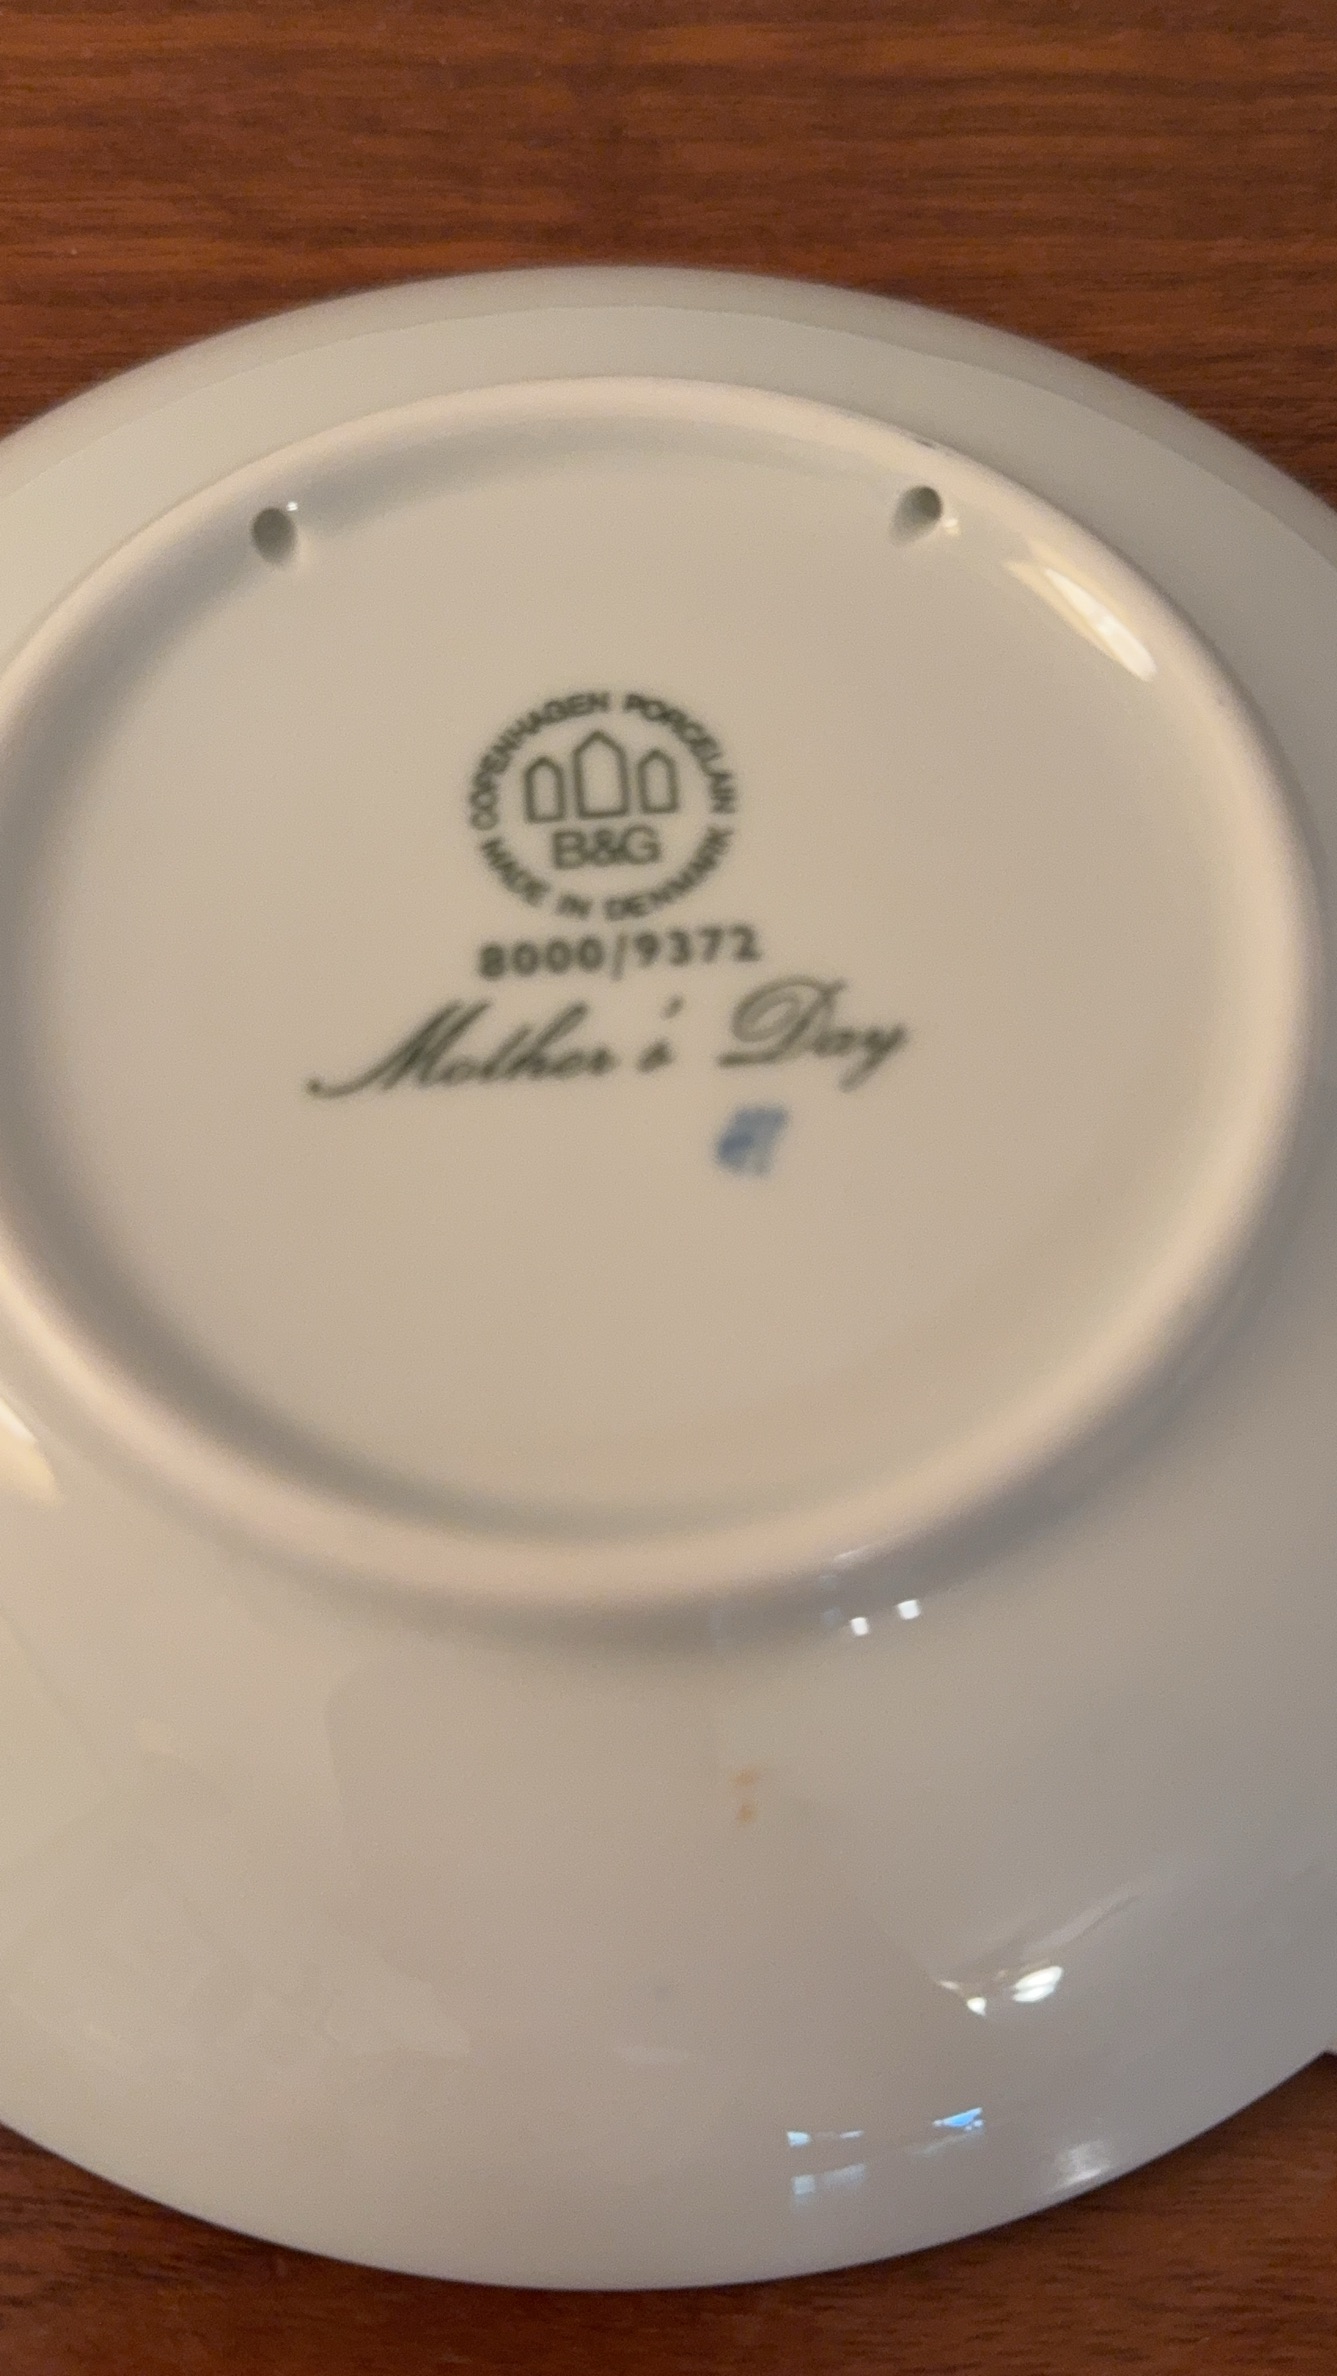 COPENHAGEN PORCELAIN
B&G
MADE IN DENMARK
8000/9372
Mother's Day